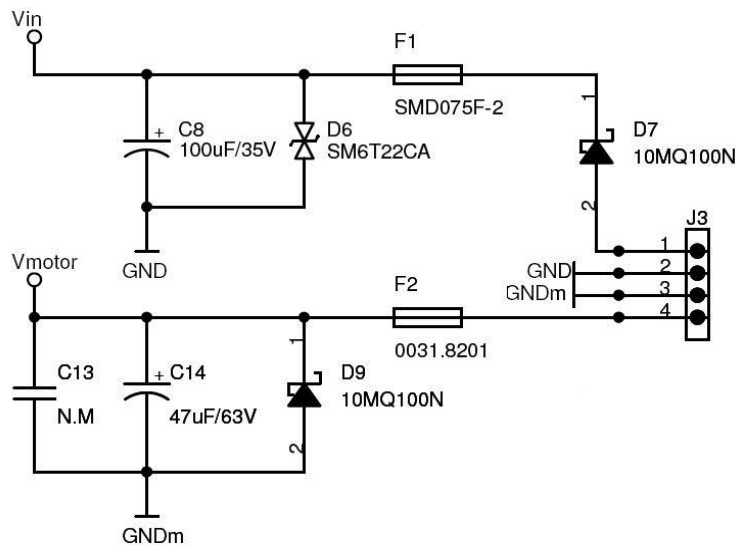 Vin
F1
SMD075F-2
+ C8
100uF/35V
D6
SM6T22CA
1
D7
10MQ100N
2
J3
GND
Vmotor
1
GND 2
GNDm 3
4
F2
0031.8201
C13
N.M
+ C14
47uF/63V
1
D9
10MQ100N
2
GNDm